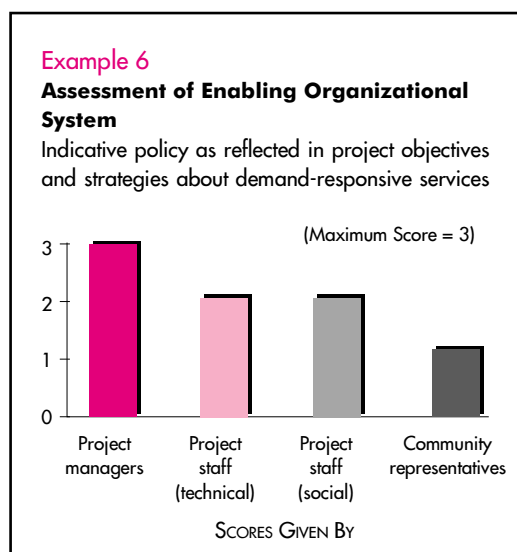 Example 6
Assessment of Enabling Organizational
System
Indicative policy as reflected in project objectives
and strategies about demand-responsive services
(Maximum Score = 3)
3
2
1
0
Project
managers
Project
staff
(technical)
Project
staff
(social)
Community
representatives
SCORES GIVEN BY